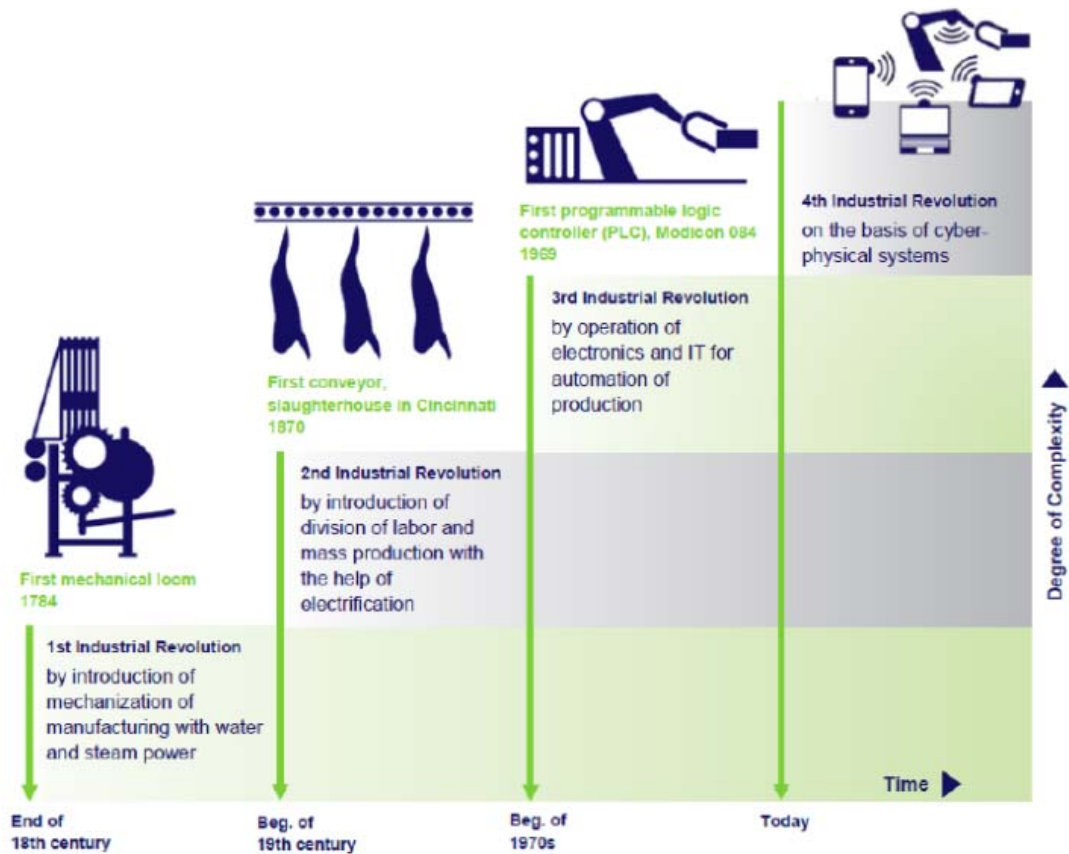 First mechanical loom
1784
1st Industrial Revolution
by introduction of
mechanization of
manufacturing with water
and steam power
End of
18th century
First conveyor,
slaughterhouse in Cincinnati
1870
2nd Industrial Revolution
by introduction of
division of labor and
mass production with
the help of
electrification
Beg. of
19th century
First programmable logic
controller (PLC), Modicon 084
1969
3rd Industrial Revolution
by operation of
electronics and IT for
automation of
production
Beg. of
1970s
4th Industrial Revolution
on the basis of cyber-
physical systems
Today
Time
Degree of Complexity